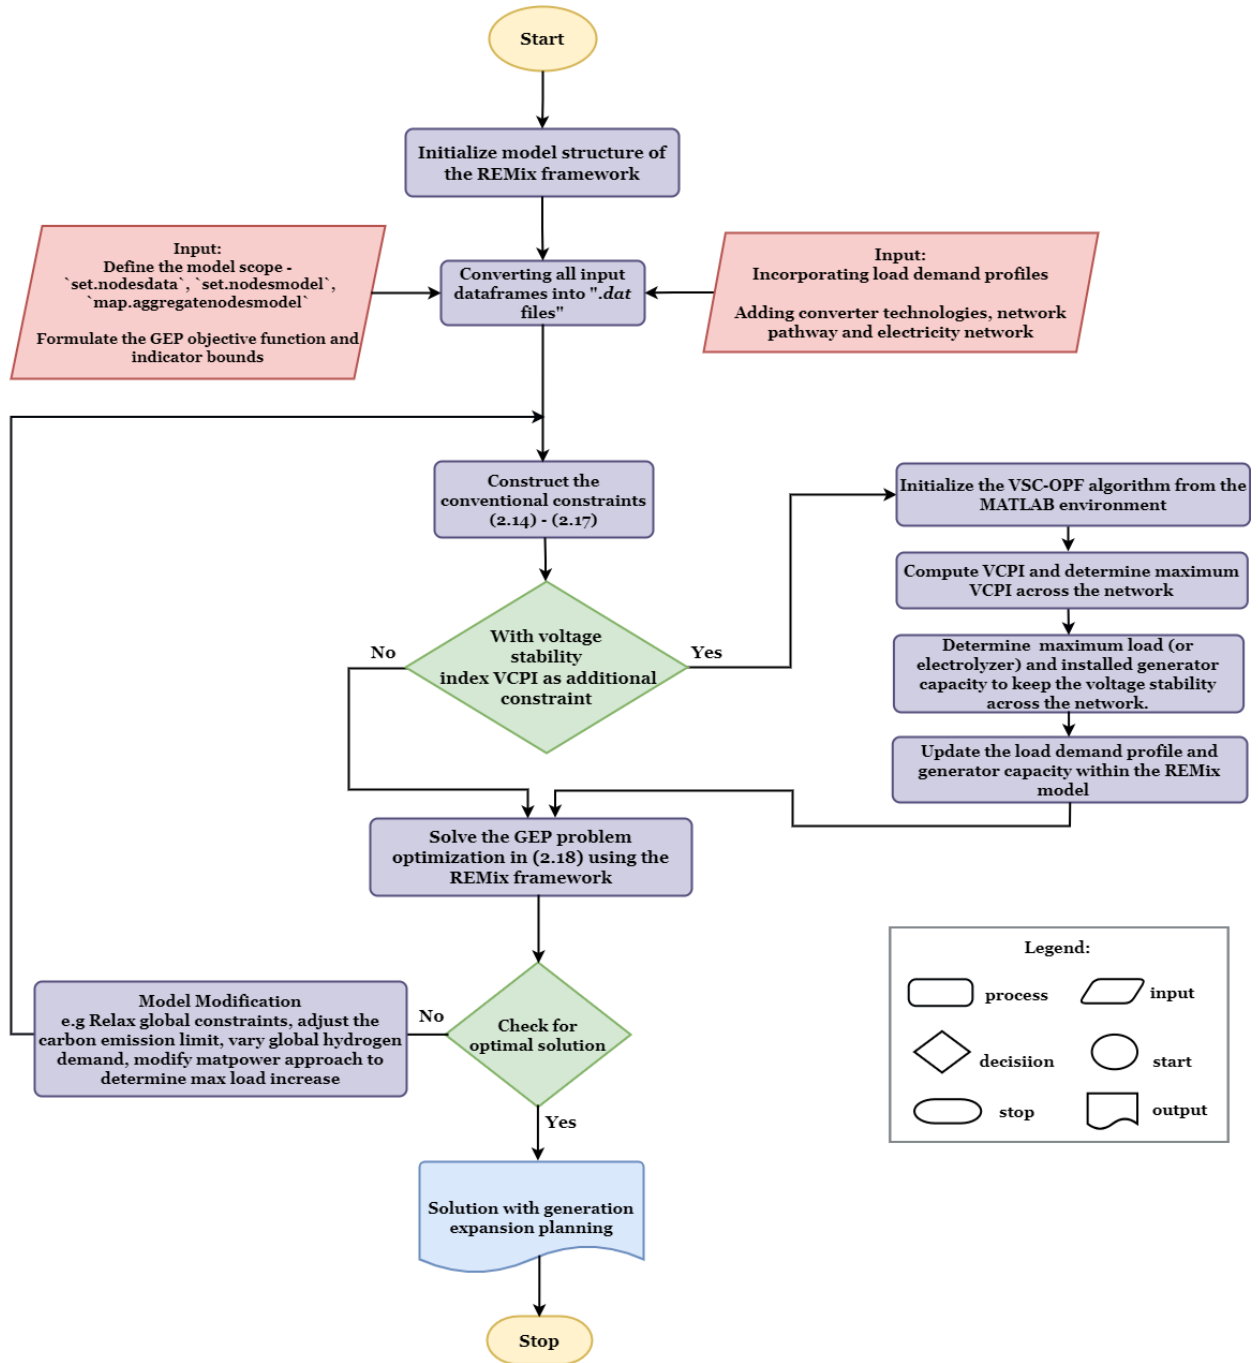 Start
Initialize model structure of
the REMix framework
Input:
Define the model scope -
`set.nodesdata`, `set.nodesmodel`,
`map.aggregatenodesmodel`
Formulate the GEP objective function and
indicator bounds
Converting all input
dataframes into ".dat
files"
Input:
Incorporating load demand profiles
Adding converter technologies, network
pathway and electricity network
Construct the
conventional constraints
(2.14) - (2.17)
With voltage
stability
index VCPI as additional
constraint
No
Yes
Initialize the VSC-OPF algorithm from the
MATLAB environment
Compute VCPI and determine maximum
VCPI across the network
Determine maximum load (or
electrolyzer) and installed generator
capacity to keep the voltage stability
across the network.
Update the load demand profile and
generator capacity within the REMix
model
Solve the GEP problem
optimization in (2.18) using the
REMix framework
Check for
optimal solution
No
Yes
Model Modification
e.g Relax global constraints, adjust the
carbon emission limit, vary global hydrogen
demand, modify matpower approach to
determine max load increase
Solution with generation
expansion planning
Stop
Legend:
process
input
decisiion
start
stop
output